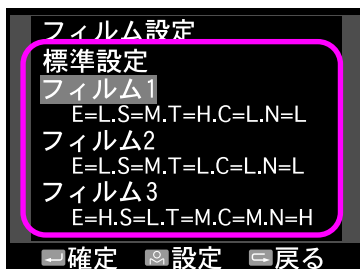 フィルム設定
標準設定
フィルム1
E=L.S=M.T=H.C=L.N=L
フィルム2
E=L.S=M.T=L.C=L.N=L
フィルム3
E=H.S=L.T=M.C=M.N=H
確定 設定 戻る